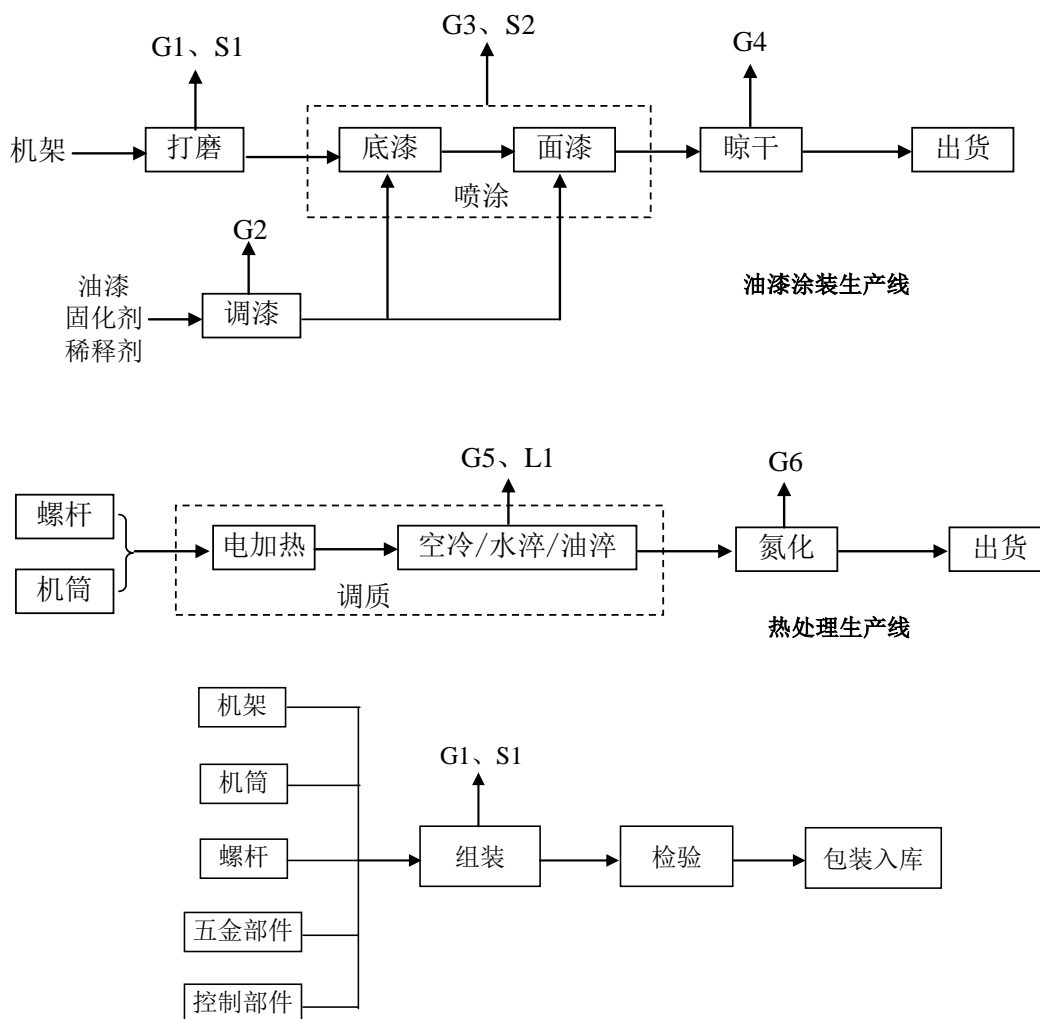 G1、S1
G3、S2
G4
机架
打磨
底漆
面漆
晾干
出货
喷涂
G2
油漆
固化剂
稀释剂
调漆
油漆涂装生产线
G5、L1
G6
螺杆
机筒
电加热
空冷/水淬/油淬
氮化
出货
调质
热处理生产线
机架
机筒
螺杆
五金部件
控制部件
G1、S1
组装
检验
包装入库